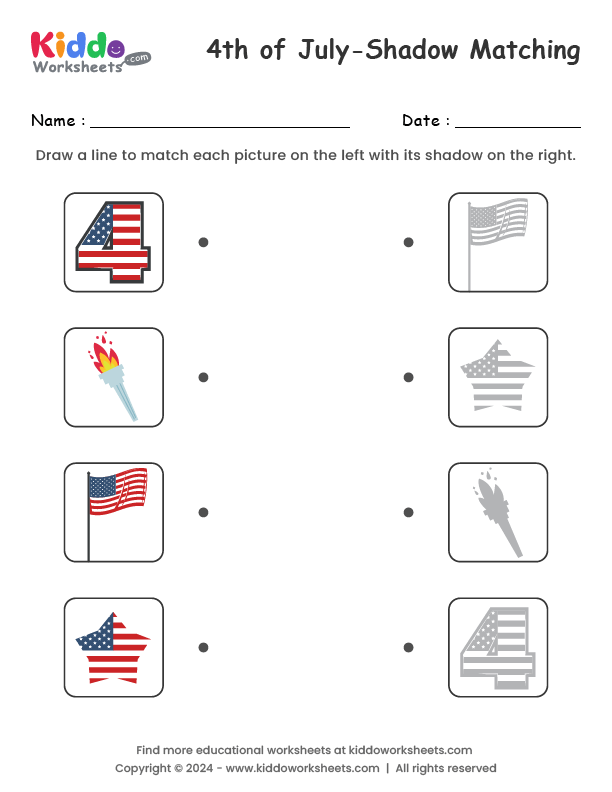 Kiddo
Worksheets.com
4th of July-Shadow Matching
Name :
Date :
Draw a line to match each picture on the left with its shadow on the right.
4
4
Find more educational worksheets at kiddoworksheets.com
Copyright © 2024 - www.kiddoworksheets.com | All rights reserved